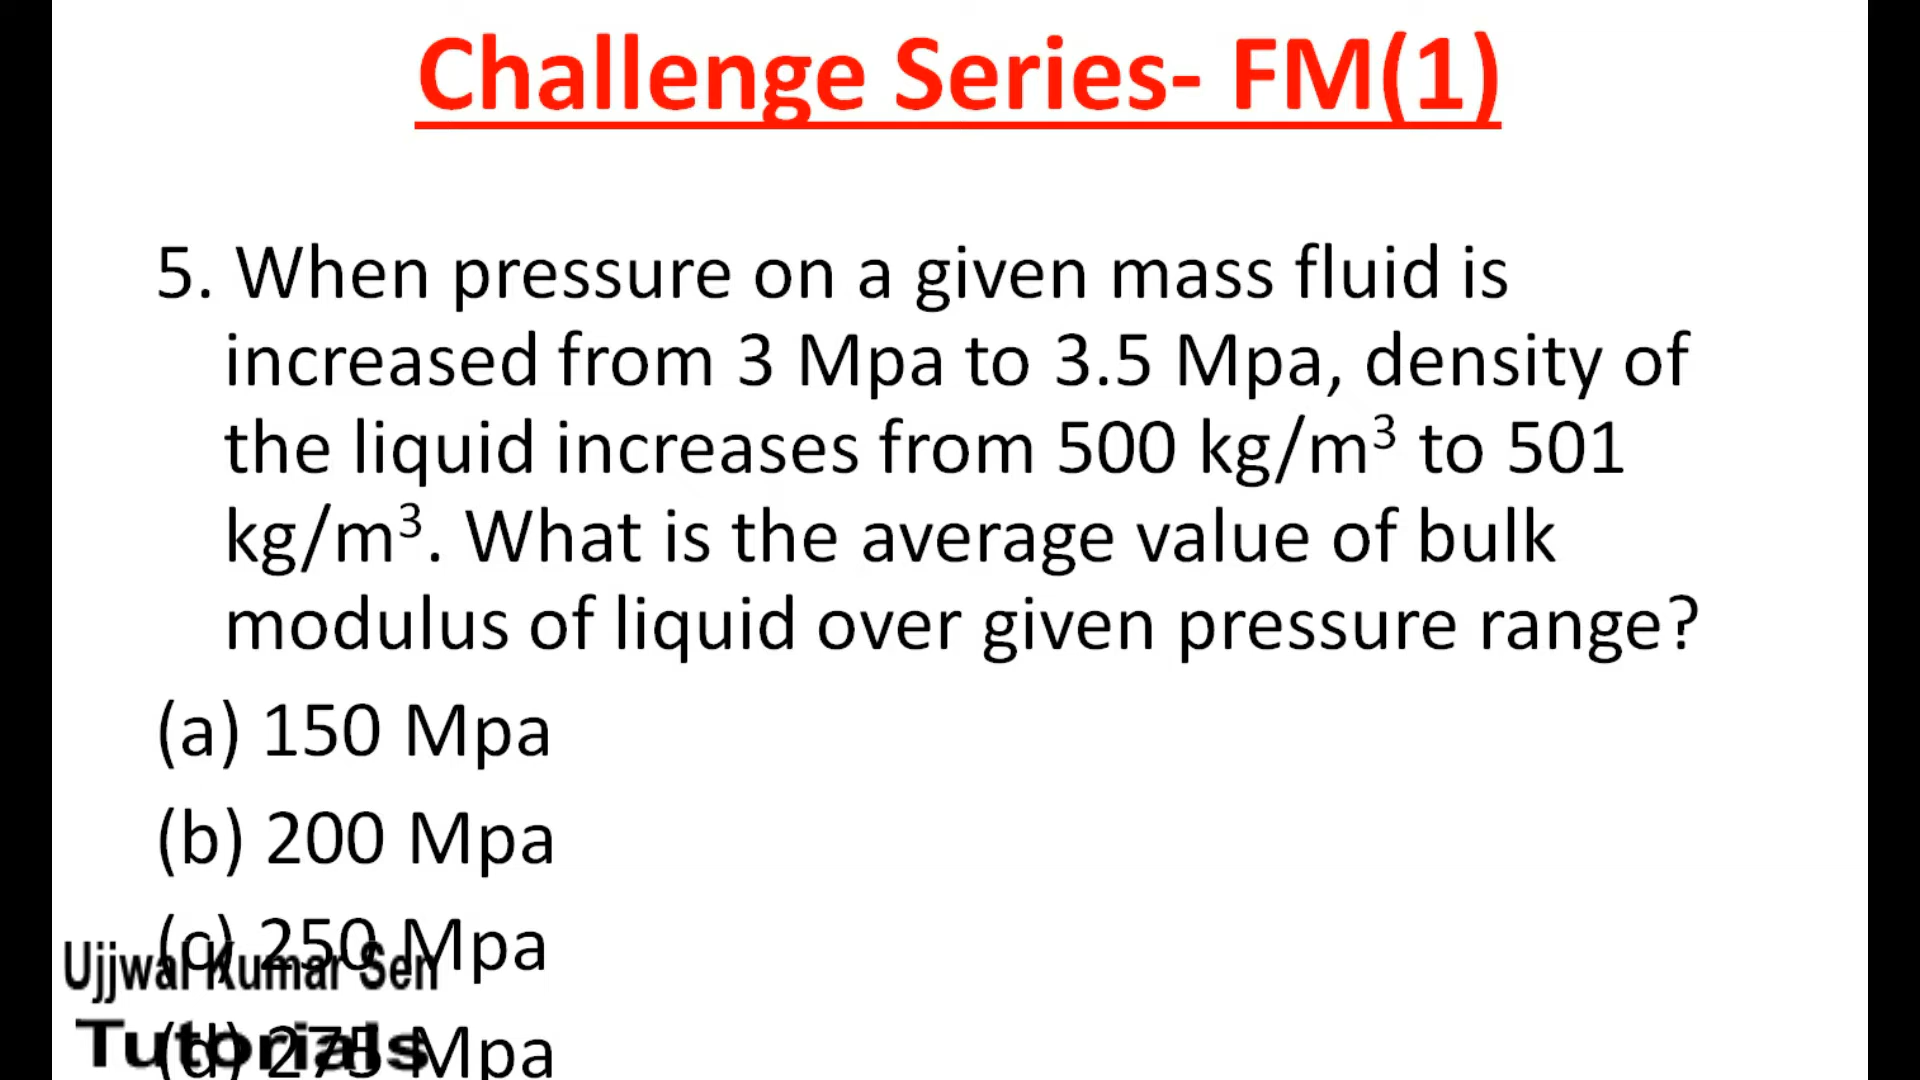 Challenge Series- FM(1)
5. When pressure on a given mass fluid is
increased from 3 Mpa to 3.5 Mpa, density of
the liquid increases from 500 kg/m³ to 501
kg/m³. What is the average value of bulk
modulus of liquid over given pressure range?
(a) 150 Mpa
(b) 200 Mpa
(c) 250 Mpa
Ujjwal Kumar Sen
(d) 275 Mpa
Tutorials